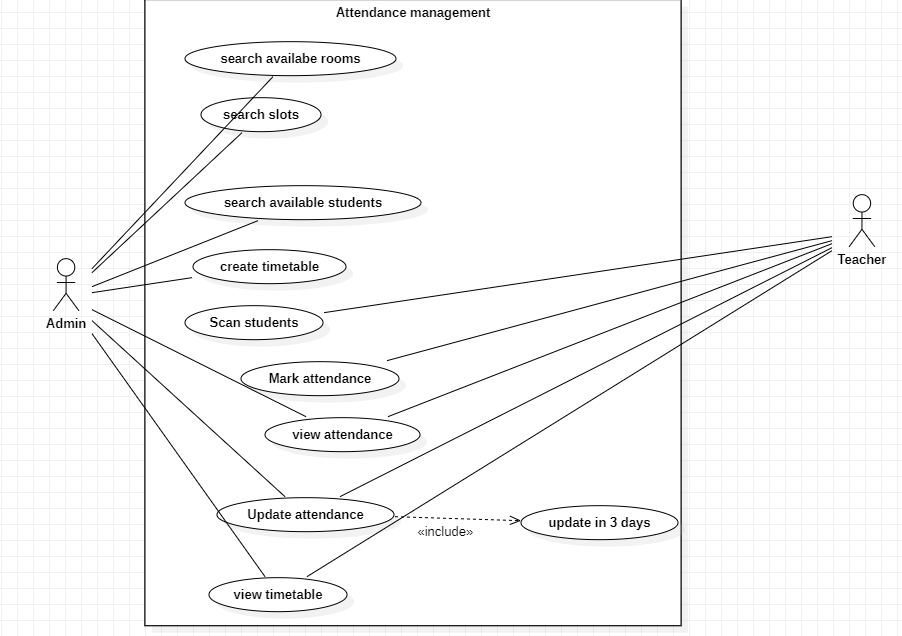 Attendance management
search availabe rooms
search slots
search available students
create timetable
Scan students
Mark attendance
view attendance
Update attendance
«include»
update in 3 days
view timetable
Admin
Teacher